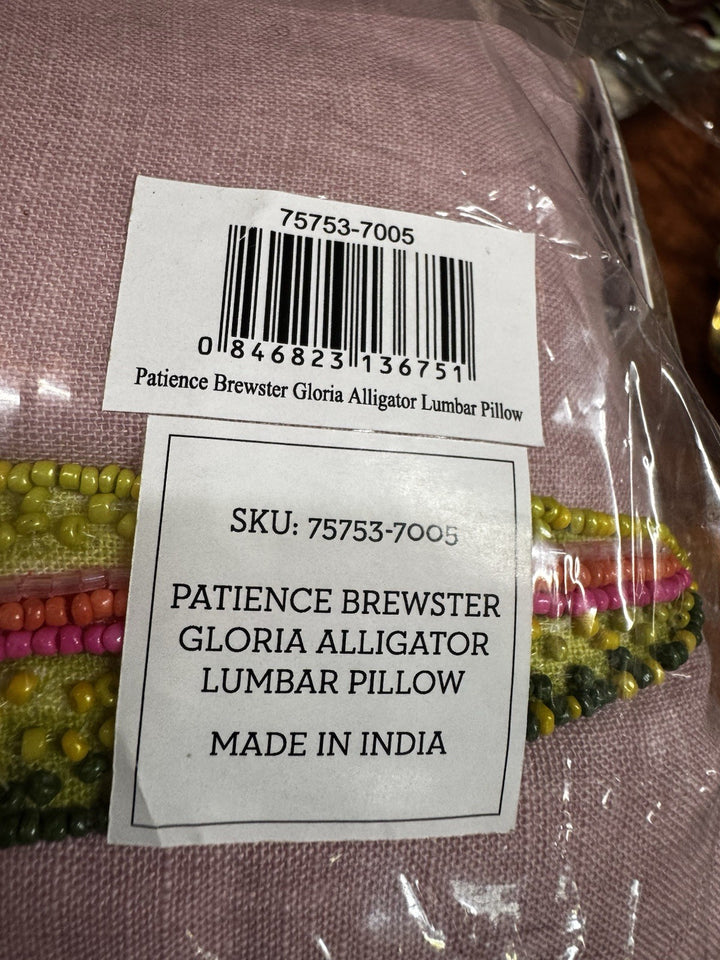 75753-7005
0 846823 136751
Patience Brewster Gloria Alligator Lumbar Pillow
SKU: 75753-7005
PATIENCE BREWSTER
GLORIA ALLIGATOR
LUMBAR PILLOW
MADE IN INDIA